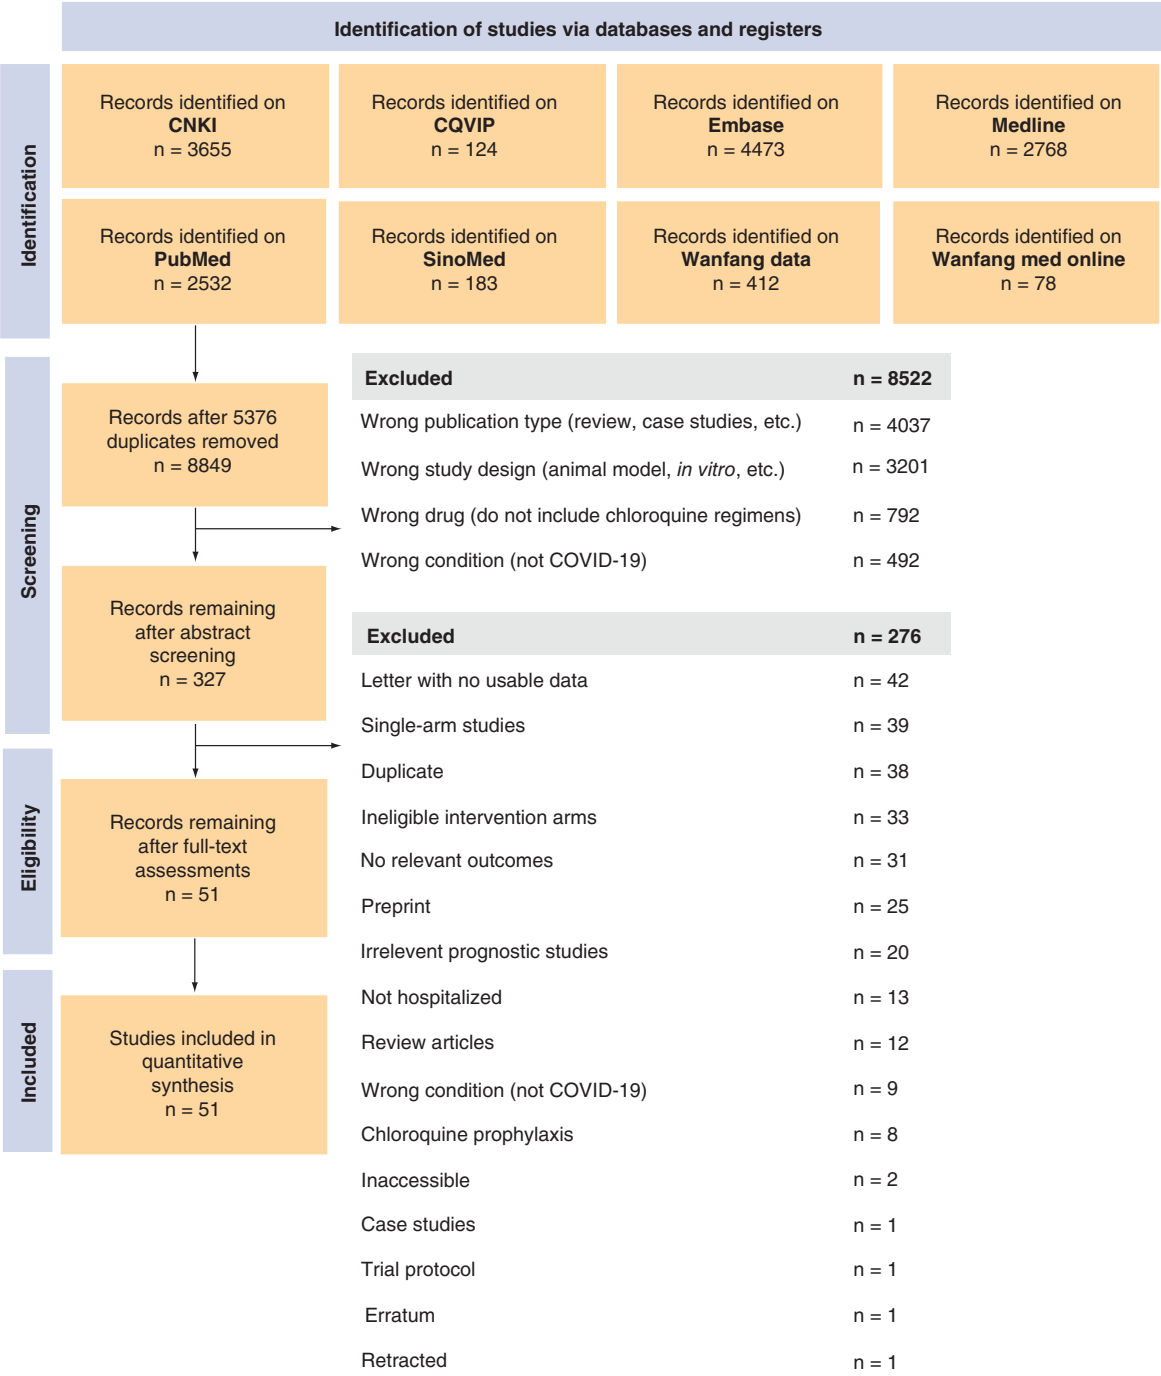 Identification of studies via databases and registers
Identification
Records identified on
CNKI
n = 3655
Records identified on
CQVIP
n = 124
Records identified on
Embase
n = 4473
Records identified on
Medline
n = 2768
Records identified on
PubMed
n = 2532
Records identified on
SinoMed
n = 183
Records identified on
Wanfang data
n = 412
Records identified on
Wanfang med online
n = 78
Screening
Records after 5376
duplicates removed
n = 8849
Excluded n = 8522
Wrong publication type (review, case studies, etc.) n = 4037
Wrong study design (animal model, in vitro, etc.) n = 3201
Wrong drug (do not include chloroquine regimens) n = 792
Wrong condition (not COVID-19) n = 492
Records remaining
after abstract
screening
n = 327
Excluded n = 276
Letter with no usable data n = 42
Single-arm studies n = 39
Duplicate n = 38
Ineligible intervention arms n = 33
No relevant outcomes n = 31
Preprint n = 25
Irrelevent prognostic studies n = 20
Not hospitalized n = 13
Review articles n = 12
Wrong condition (not COVID-19) n = 9
Chloroquine prophylaxis n = 8
Inaccessible n = 2
Case studies n = 1
Trial protocol n = 1
Erratum n = 1
Retracted n = 1
Eligibility
Records remaining
after full-text
assessments
n = 51
Included
Studies included in
quantitative
synthesis
n = 51